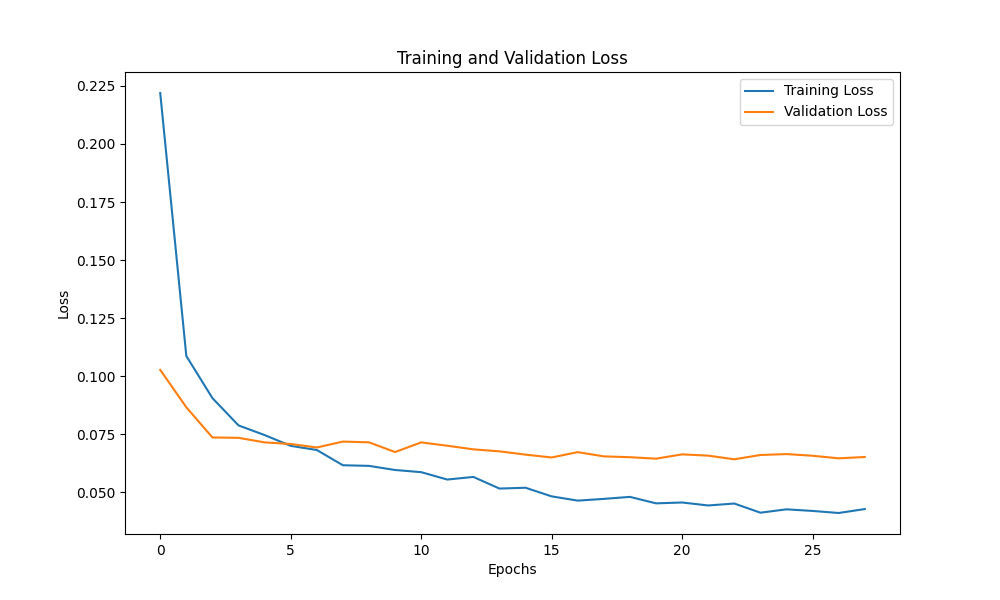 Training and Validation Loss
Training Loss
Validation Loss
0.225
0.200
0.175
0.150
0.125
0.100
0.075
0.050
Loss
0 5 10 15 20 25
Epochs